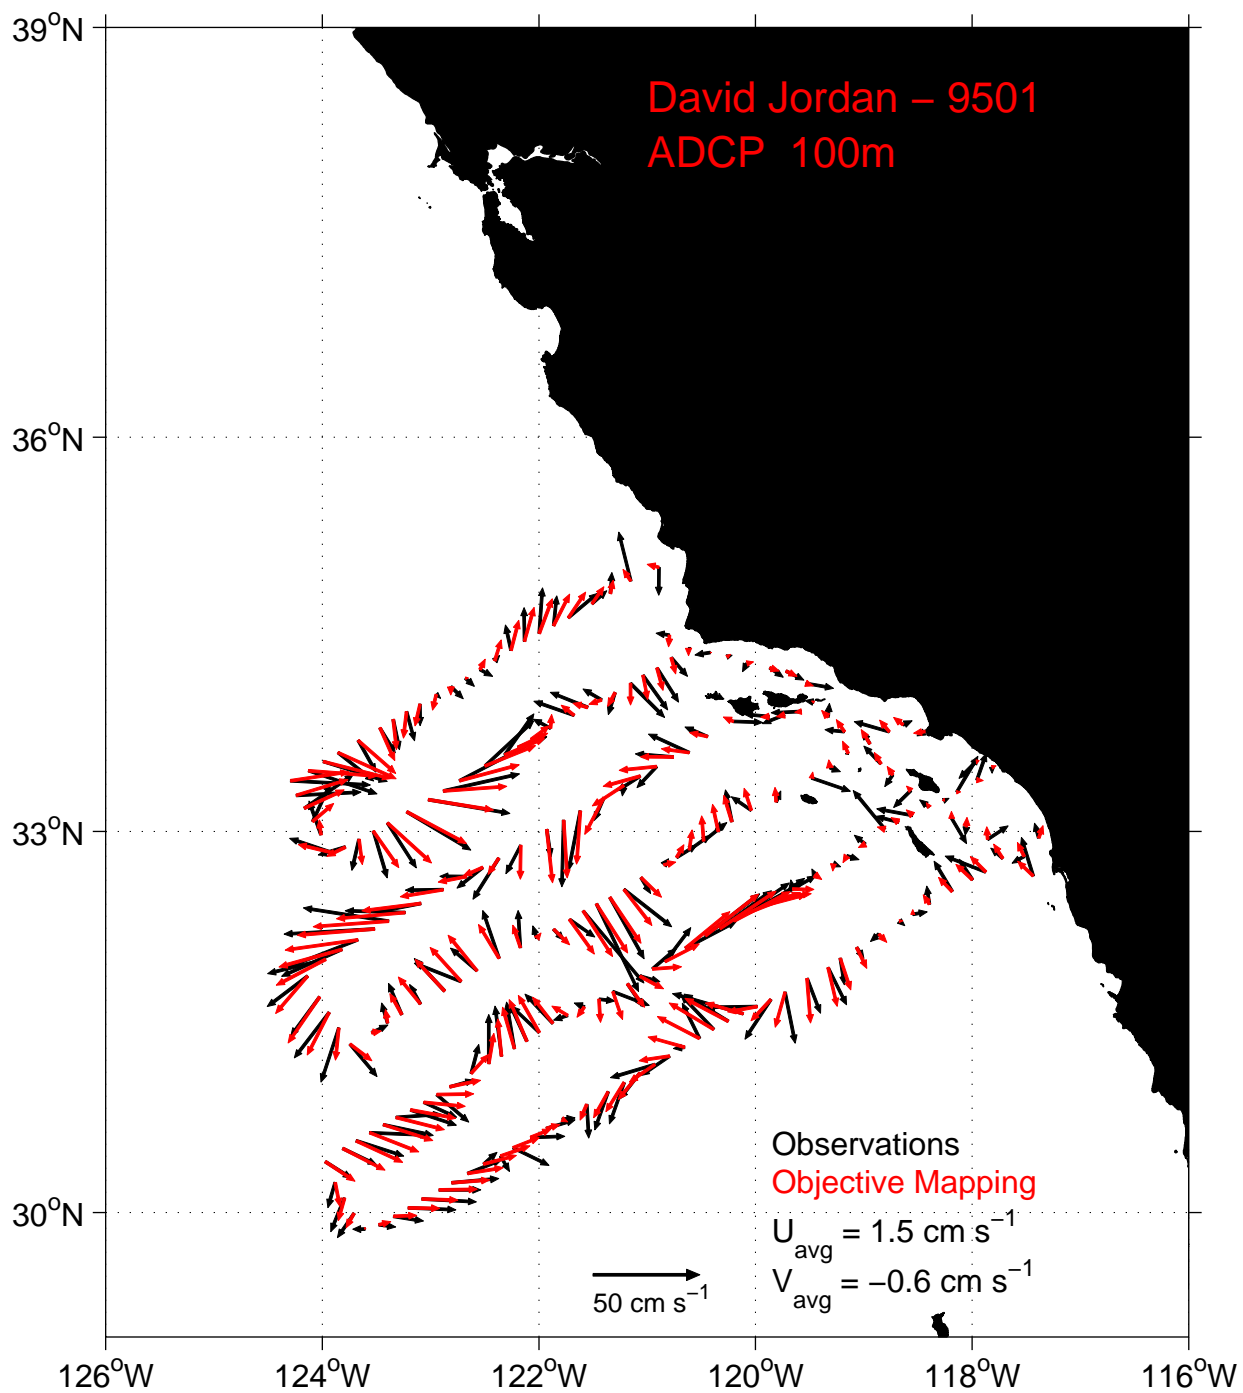 39°N
David Jordan – 9501
ADCP 100m
36°N
33°N
30°N
Observations
Objective Mapping
U_avg = 1.5 cm s⁻¹
V_avg = −0.6 cm s⁻¹
50 cm s⁻¹
126°W 124°W 122°W 120°W 118°W 116°W